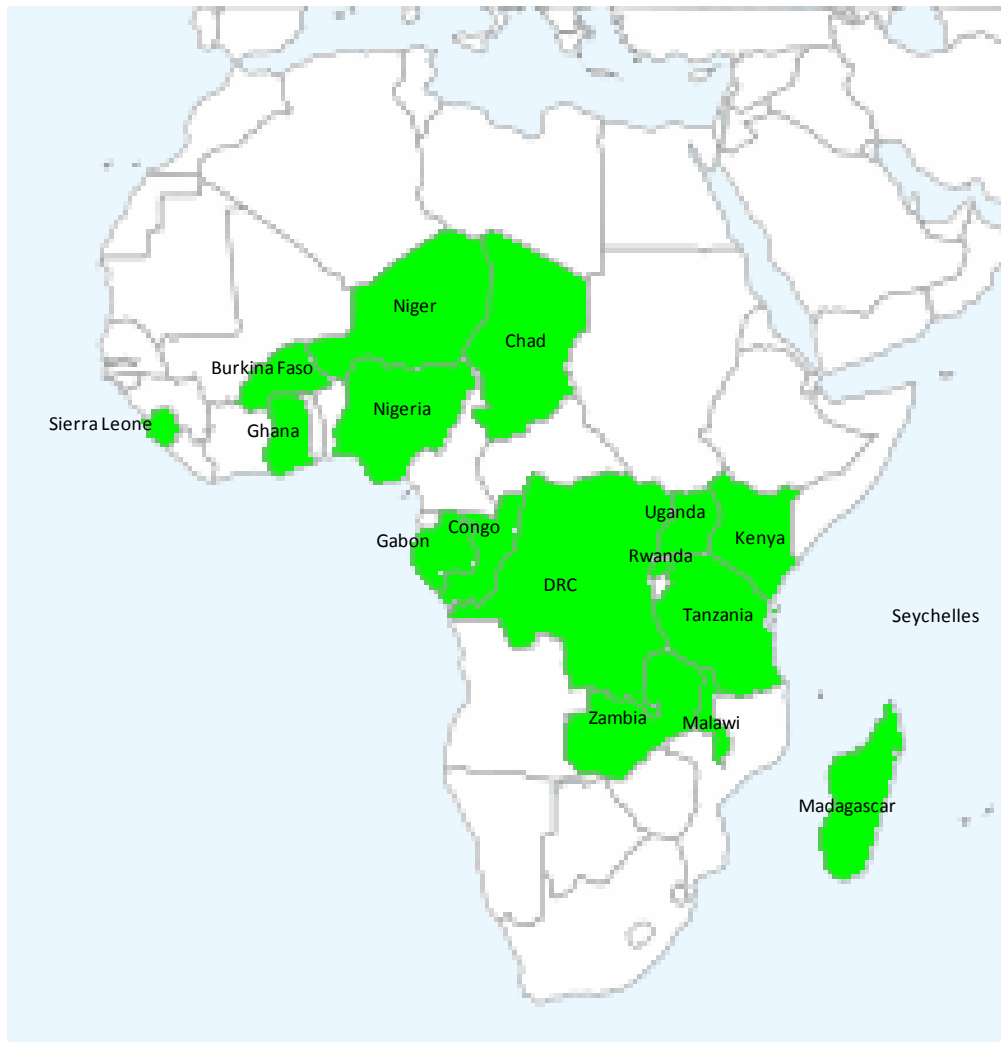 Niger
Chad
Burkina Faso
Nigeria
Sierra Leone
Ghana
Uganda
Congo
Kenya
Gabon
Rwanda
DRC
Tanzania
Seychelles
Zambia
Malawi
Madagascar